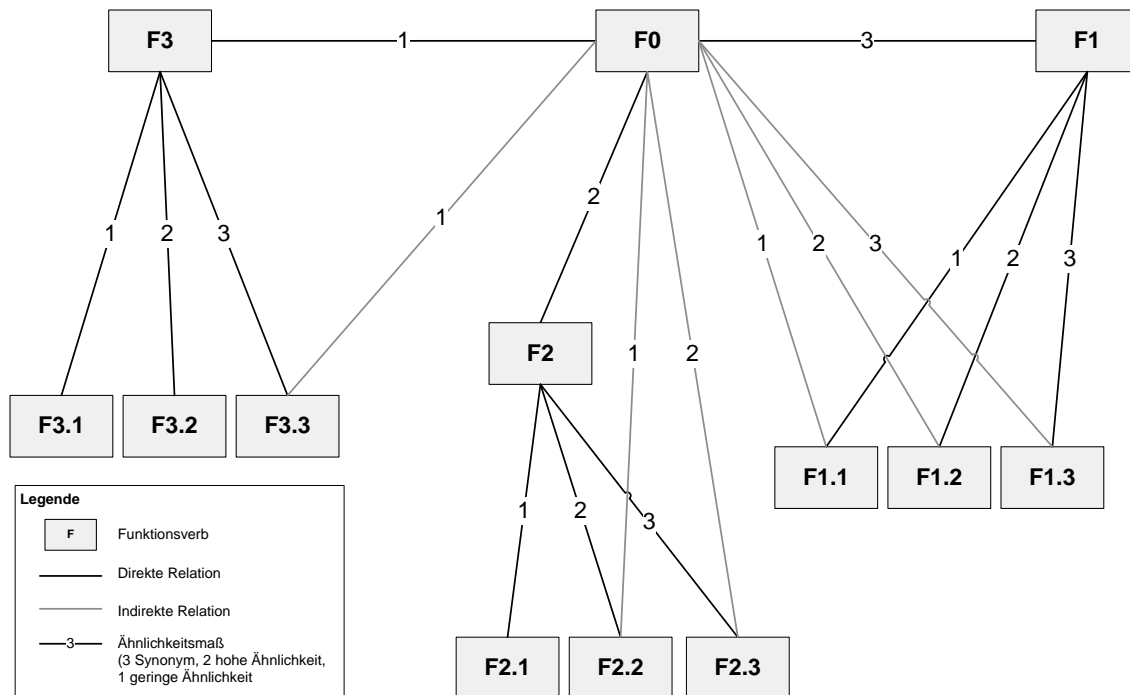 F3
1
F0
3
F1
2
1
1
2
3
1
2
3
1
2
3
F2
1
2
F3.1
F3.2
F3.3
F1.1
F1.2
F1.3
1
2
3
F2.1
F2.2
F2.3
Legende
F
Funktionsverb
Direkte Relation
Indirekte Relation
3
Ähnlichkeitsmaß
(3 Synonym, 2 hohe Ähnlichkeit,
1 geringe Ähnlichkeit